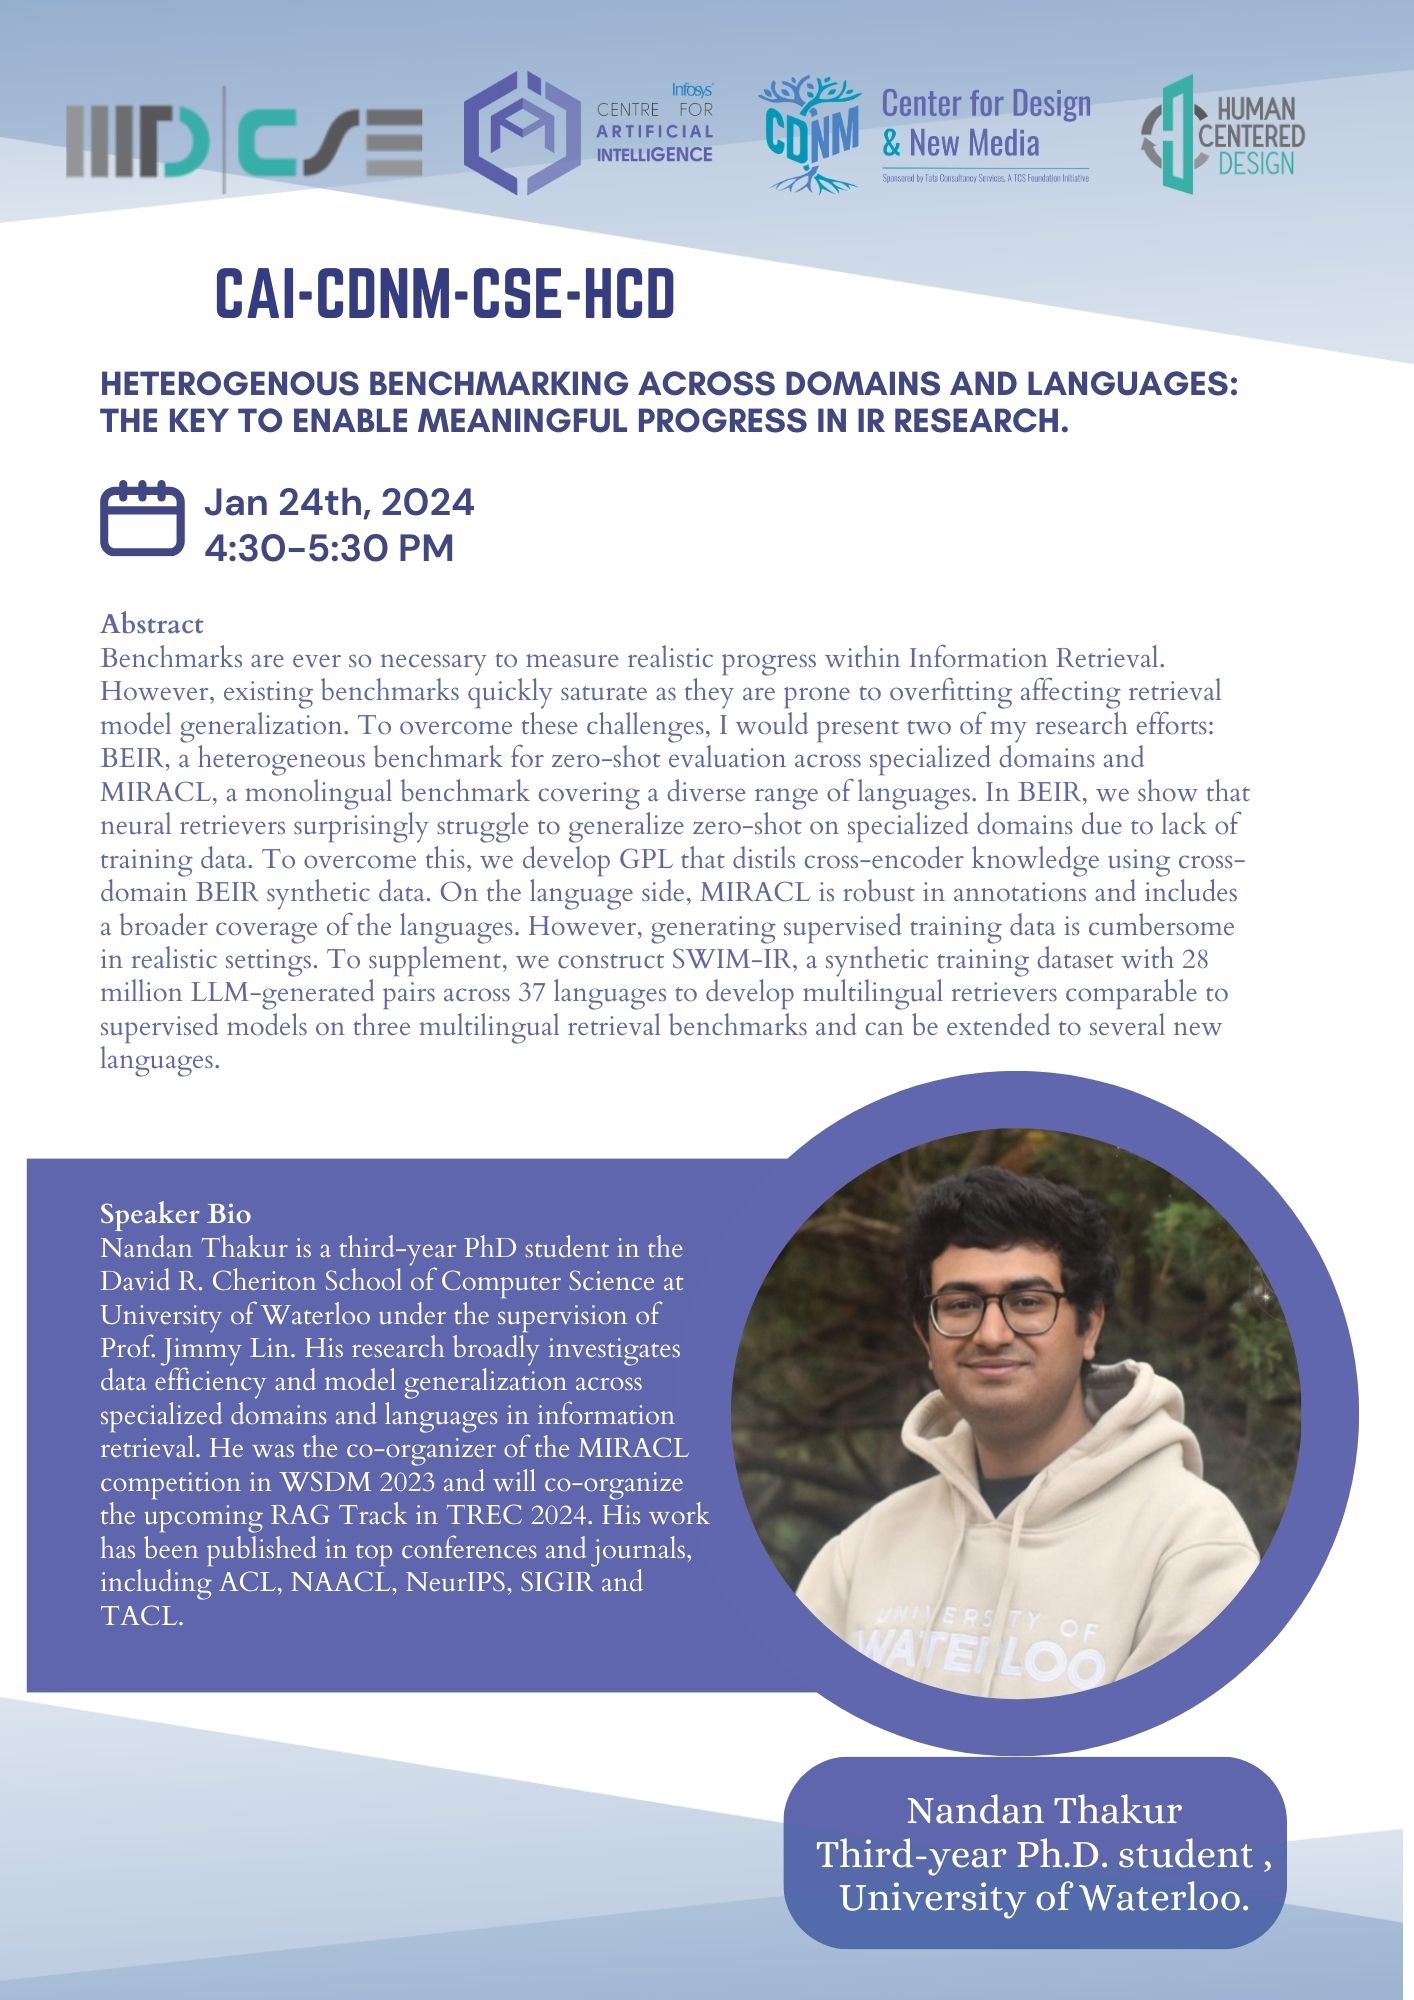 IIITD CSE
Infosys
CENTRE FOR
ARTIFICIAL
INTELLIGENCE
CDNM
Center for Design
& New Media
Sponsored by Tata Consultancy Services, A TCS Foundation Initiative
HUMAN
CENTERED
DESIGN
CAI-CDNM-CSE-HCD
HETEROGENOUS BENCHMARKING ACROSS DOMAINS AND LANGUAGES:
THE KEY TO ENABLE MEANINGFUL PROGRESS IN IR RESEARCH.
Jan 24th, 2024
4:30-5:30 PM
Abstract
Benchmarks are ever so necessary to measure realistic progress within Information Retrieval.
However, existing benchmarks quickly saturate as they are prone to overfitting affecting retrieval
model generalization. To overcome these challenges, I would present two of my research efforts:
BEIR, a heterogeneous benchmark for zero-shot evaluation across specialized domains and
MIRACL, a monolingual benchmark covering a diverse range of languages. In BEIR, we show that
neural retrievers surprisingly struggle to generalize zero-shot on specialized domains due to lack of
training data. To overcome this, we develop GPL that distils cross-encoder knowledge using cross-
domain BEIR synthetic data. On the language side, MIRACL is robust in annotations and includes
a broader coverage of the languages. However, generating supervised training data is cumbersome
in realistic settings. To supplement, we construct SWIM-IR, a synthetic training dataset with 28
million LLM-generated pairs across 37 languages to develop multilingual retrievers comparable to
supervised models on three multilingual retrieval benchmarks and can be extended to several new
languages.
Speaker Bio
Nandan Thakur is a third-year PhD student in the
David R. Cheriton School of Computer Science at
University of Waterloo under the supervision of
Prof. Jimmy Lin. His research broadly investigates
data efficiency and model generalization across
specialized domains and languages in information
retrieval. He was the co-organizer of the MIRACL
competition in WSDM 2023 and will co-organize
the upcoming RAG Track in TREC 2024. His work
has been published in top conferences and journals,
including ACL, NAACL, NeurIPS, SIGIR and
TACL.
UNIVERSITY OF
WATERLOO
Nandan Thakur
Third-year Ph.D. student ,
University of Waterloo.